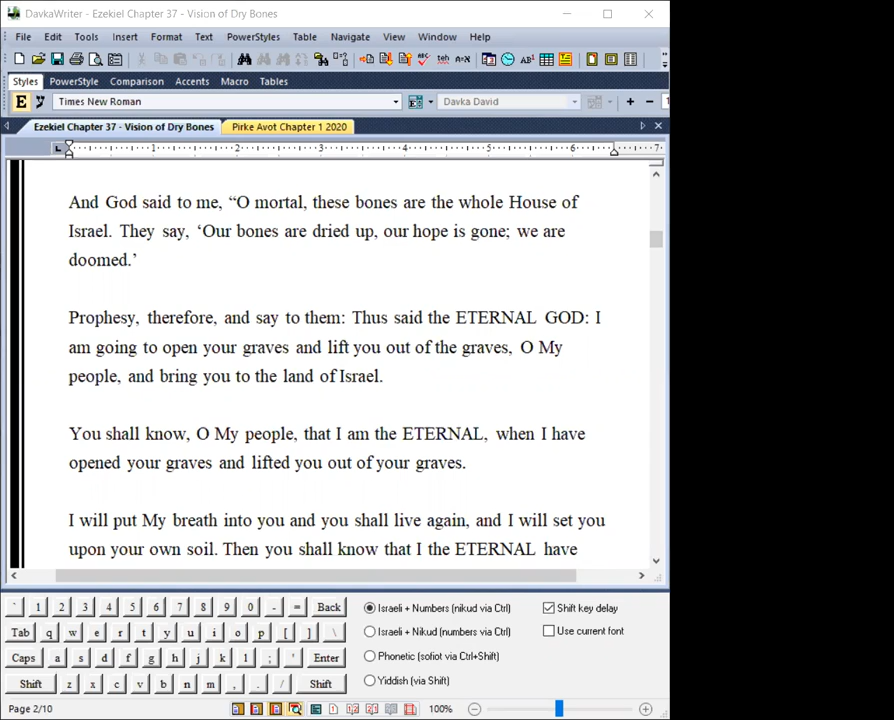 DavkaWriter - Ezekiel Chapter 37 - Vision of Dry Bones
File Edit Tools Insert Format Text PowerStyles Table Navigate View Window Help
Styles PowerStyle Comparison Accents Macro Tables
E ע Times New Roman Davka David
Ezekiel Chapter 37 - Vision of Dry Bones Pirke Avot Chapter 1 2020
1 2 3 4 5 6 7
And God said to me, “O mortal, these bones are the whole House of
Israel. They say, ‘Our bones are dried up, our hope is gone; we are
doomed.’
Prophesy, therefore, and say to them: Thus said the ETERNAL GOD: I
am going to open your graves and lift you out of the graves, O My
people, and bring you to the land of Israel.
You shall know, O My people, that I am the ETERNAL, when I have
opened your graves and lifted you out of your graves.
I will put My breath into you and you shall live again, and I will set you
upon your own soil. Then you shall know that I the ETERNAL have
` 1 2 3 4 5 6 7 8 9 0 - = Back Israeli + Numbers (nikud via Ctrl) Shift key delay
Tab q w e r t y u i o p [ ] \ Israeli + Nikud (numbers via Ctrl) Use current font
Caps a s d f g h j k l ; ' Enter Phonetic (sofiot via Ctrl+Shift)
Shift z x c v b n m , . / Shift Yiddish (via Shift)
Page 2/10 100%